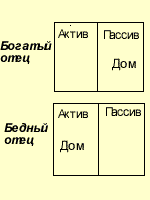 Актив Пассив
Богатый
отец
Дом
Актив Пассив
Бедный
отец
Дом